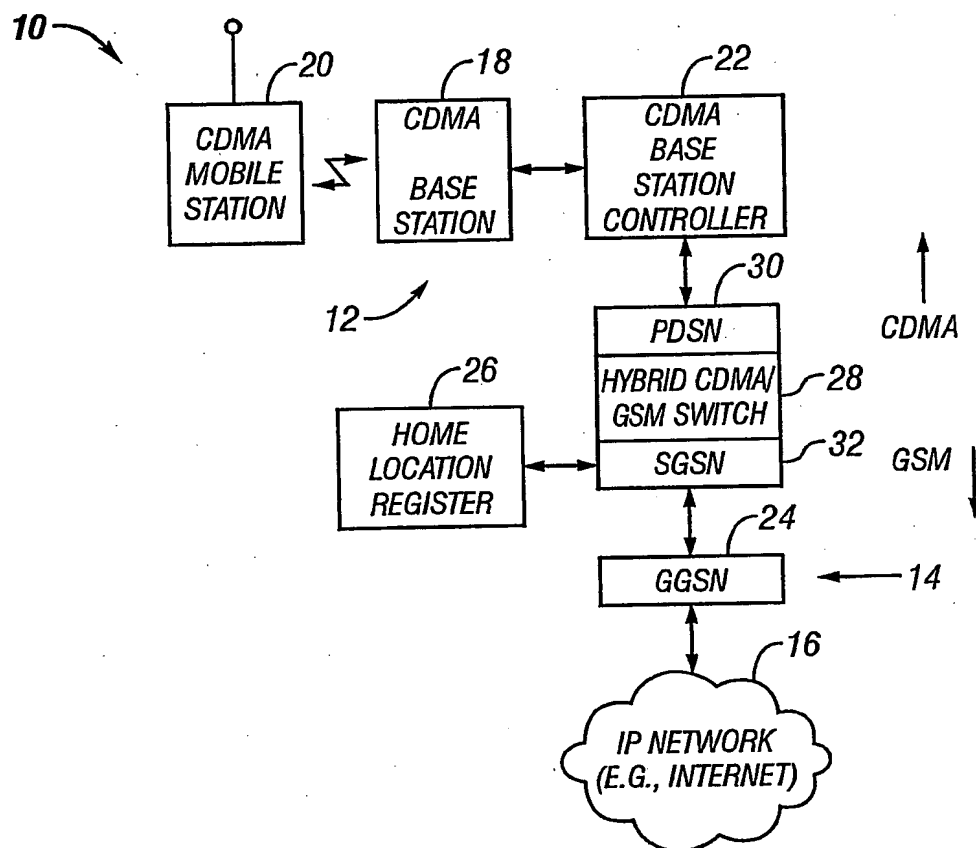 10
20
CDMA
MOBILE
STATION
18
CDMA
BASE
STATION
22
CDMA
BASE
STATION
CONTROLLER
12
30
PDSN
HYBRID CDMA/
GSM SWITCH
28
SGSN
32
CDMA
GSM
26
HOME
LOCATION
REGISTER
24
GGSN
14
16
IP NETWORK
(E.G., INTERNET)